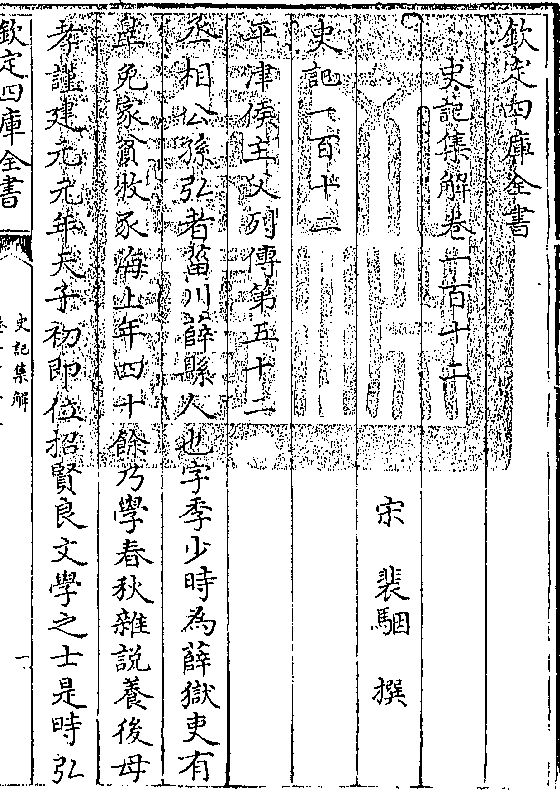 欽定四庫全書
史記集解卷一百十二
宋 裴駰 撰
史記一百十二
平津侯主父列傳第五十二
丞相公孫弘者菑川薛縣人也字季少時為薛獄吏有
辠免家貧牧豕海上年四十餘乃學春秋雜說養後母
孝謹建元元年天子初即位招賢良文學之士是時弘
欽定四庫全書
史記集解
一